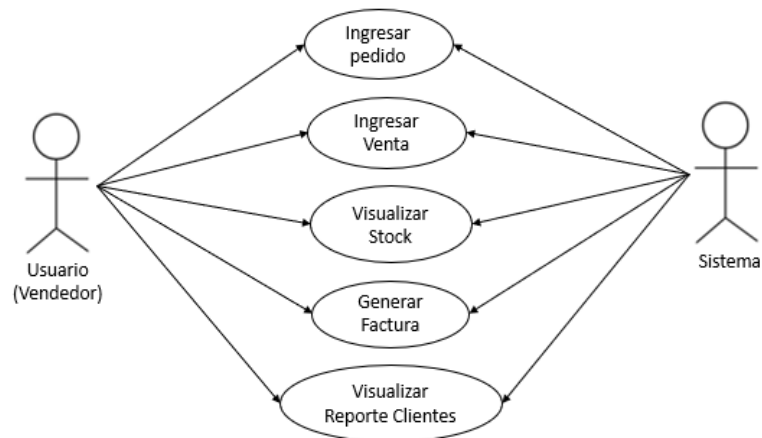 Ingresar
pedido
Ingresar
Venta
Visualizar
Stock
Usuario
(Vendedor)
Sistema
Generar
Factura
Visualizar
Reporte Clientes